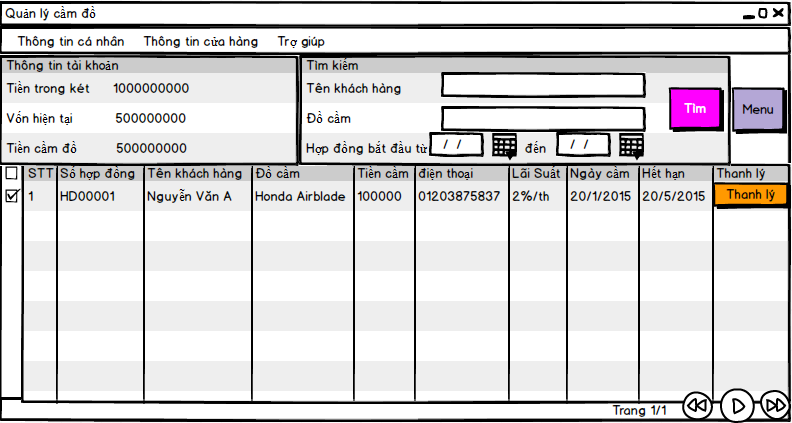 Quản lý cầm đồ
Thông tin cá nhân Thông tin cửa hàng Trợ giúp
Thông tin tài khoản
Tiền trong két 1000000000
Vốn hiện tại 500000000
Tiền cầm đồ 500000000
Tìm kiếm
Tên khách hàng
Đồ cầm
Hợp đồng bắt đầu từ / / đến / /
Tìm
Menu
STT Số hợp đồng Tên khách hàng Đồ cầm Tiền cầm điện thoại Lãi Suất Ngày cầm Hết hạn Thanh lý
1 HD00001 Nguyễn Văn A Honda Airblade 100000 01203875837 2%/th 20/1/2015 20/5/2015 Thanh lý
Trang 1/1